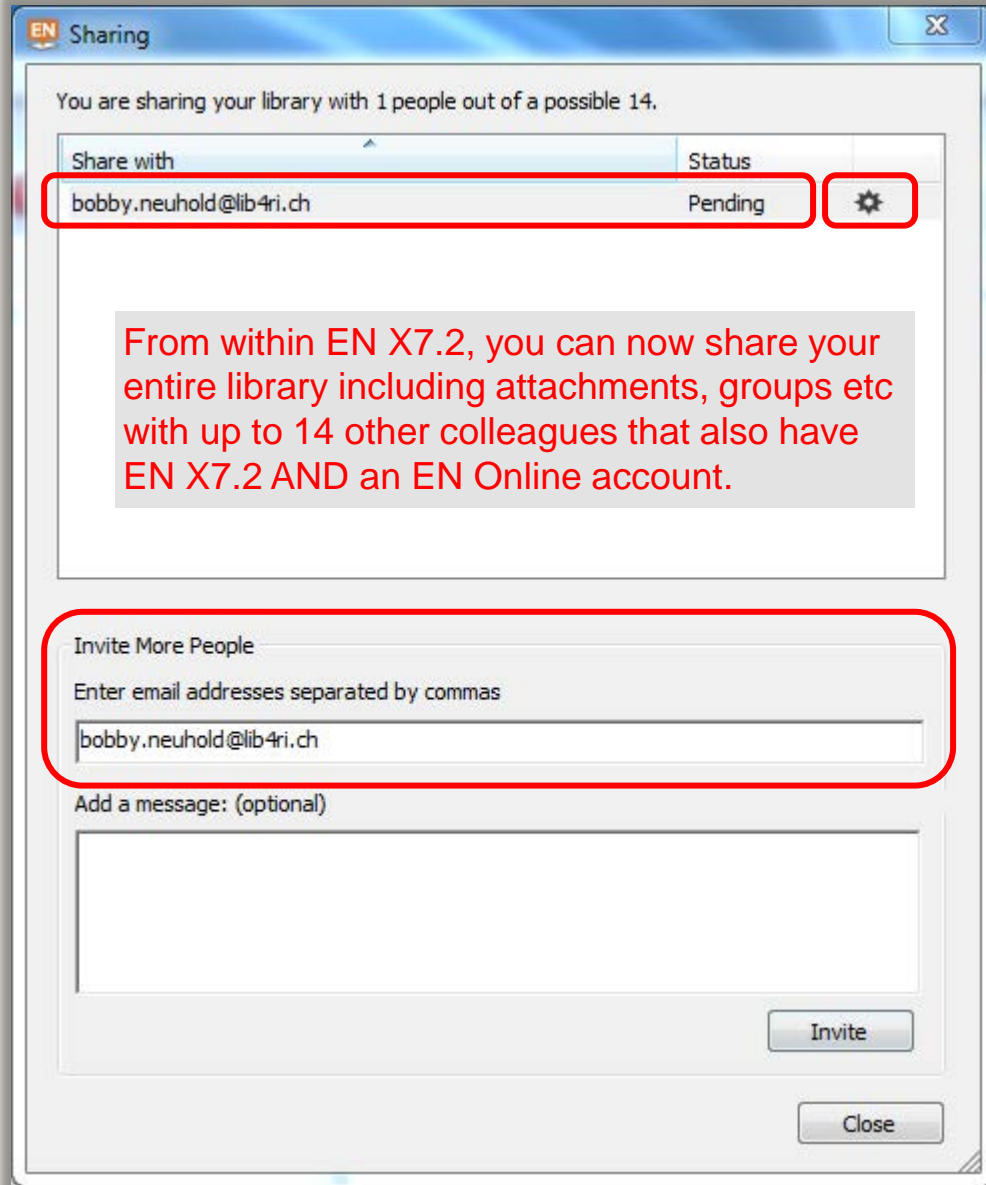 EN Sharing
You are sharing your library with 1 people out of a possible 14.
Share with Status
bobby.neuhold@lib4ri.ch Pending
From within EN X7.2, you can now share your
entire library including attachments, groups etc
with up to 14 other colleagues that also have
EN X7.2 AND an EN Online account.
Invite More People
Enter email addresses separated by commas
bobby.neuhold@lib4ri.ch
Add a message: (optional)
Invite
Close